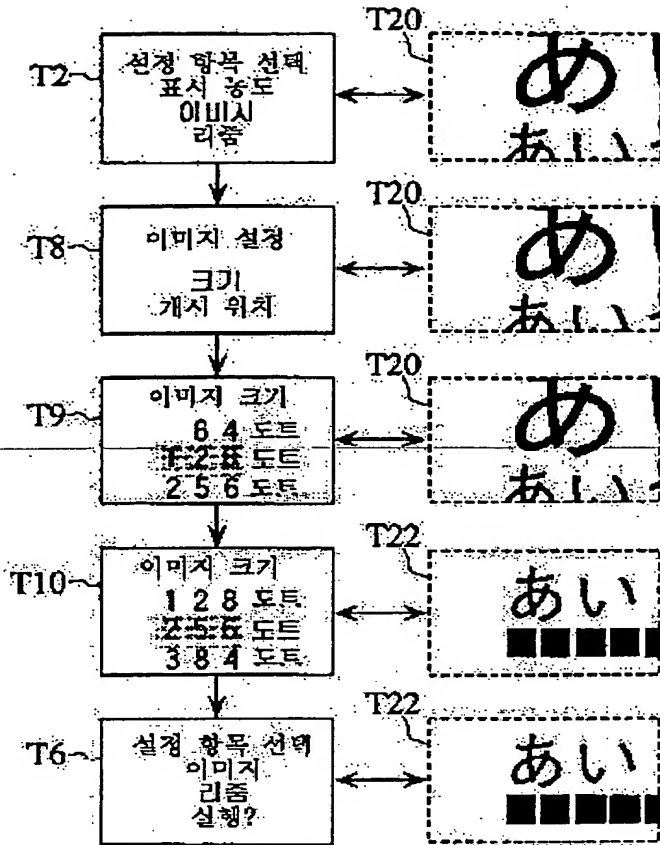 T2
설정 항목 선택
표시 농도
이미지
리줌
T20
あ
あい
T8
이미지 설정
크기
개시 위치
T20
あ
あい
T9
이미지 크기
64 도트
128 도트
256 도트
T20
あ
あい
T10
이미지 크기
128 도트
256 도트
384 도트
T22
あい
T6
설정 항목 선택
이미지
리줌
실행?
T22
あい